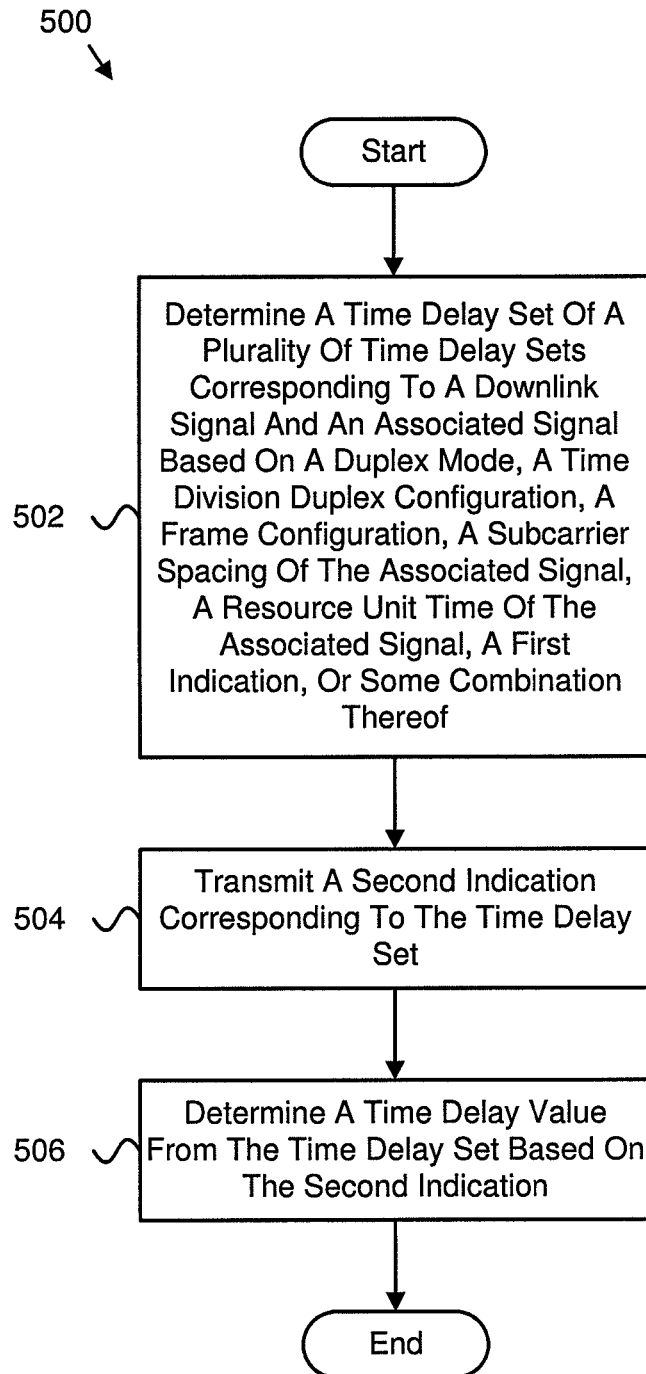 500
Start
Determine A Time Delay Set Of A
Plurality Of Time Delay Sets
Corresponding To A Downlink
Signal And An Associated Signal
Based On A Duplex Mode, A Time
Division Duplex Configuration, A
Frame Configuration, A Subcarrier
Spacing Of The Associated Signal,
A Resource Unit Time Of The
Associated Signal, A First
Indication, Or Some Combination
Thereof
502
Transmit A Second Indication
Corresponding To The Time Delay
Set
504
Determine A Time Delay Value
From The Time Delay Set Based On
The Second Indication
506
End